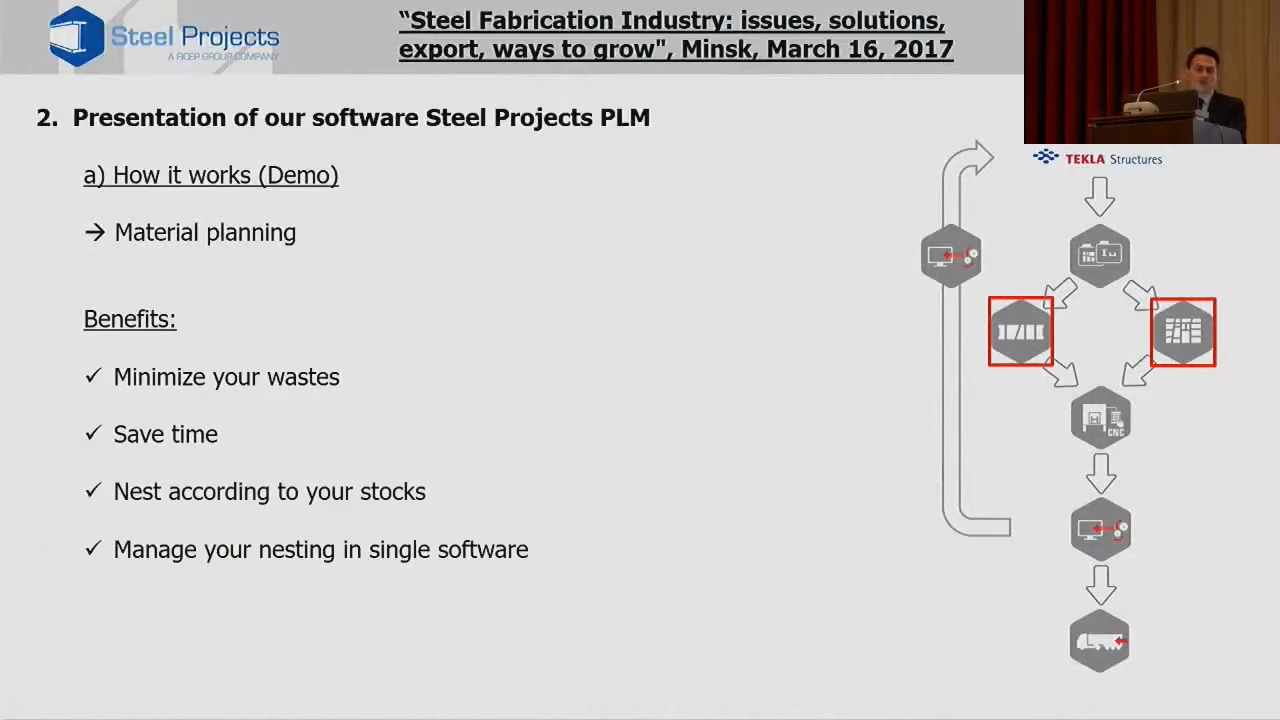 Steel Projects
A FICEP GROUP COMPANY
“Steel Fabrication Industry: issues, solutions,
export, ways to grow", Minsk, March 16, 2017
2. Presentation of our software Steel Projects PLM
a) How it works (Demo)
→ Material planning
Benefits:
✓ Minimize your wastes
✓ Save time
✓ Nest according to your stocks
✓ Manage your nesting in single software
TEKLA Structures
CNC